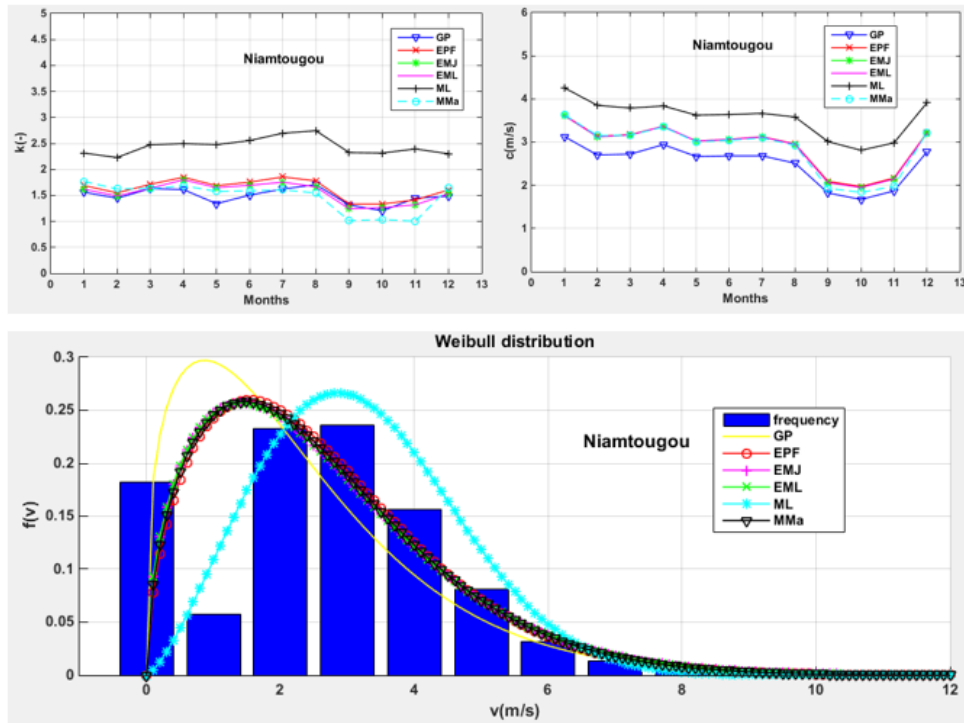 5
4.5
4
3.5
3
2.5
2
1.5
1
0.5
0
k(-)
0 1 2 3 4 5 6 7 8 9 10 11 12 13
Months
Niamtougou
GP
EPF
EMJ
EML
ML
MMa
6
5
4
3
2
1
0
c(m/s)
0 1 2 3 4 5 6 7 8 9 10 11 12 13
Months
Niamtougou
GP
EPF
EMJ
EML
ML
MMa
Weibull distribution
0.3
0.25
0.2
0.15
0.1
0.05
0
f(v)
0 2 4 6 8 10 12
v(m/s)
Niamtougou
frequency
GP
EPF
EMJ
EML
ML
MMa